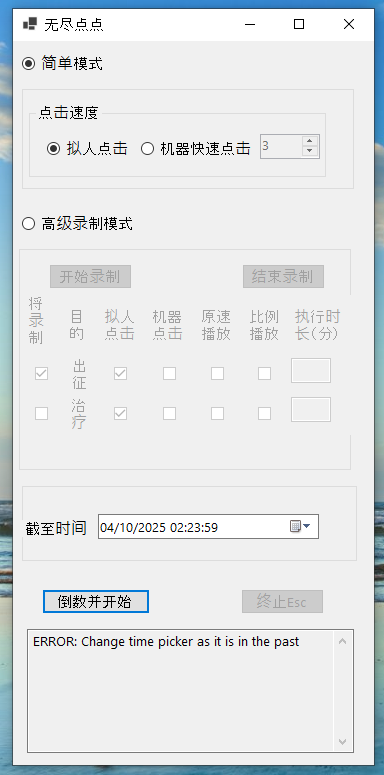 无尽点点
简单模式
点击速度
拟人点击 机器快速点击 3
高级录制模式
开始录制 结束录制
将录制 目的 拟人点击 机器点击 原速播放 比例播放 执行时长(分)
出征
治疗
截至时间 04/10/2025 02:23:59
倒数并开始 终止Esc
ERROR: Change time picker as it is in the past